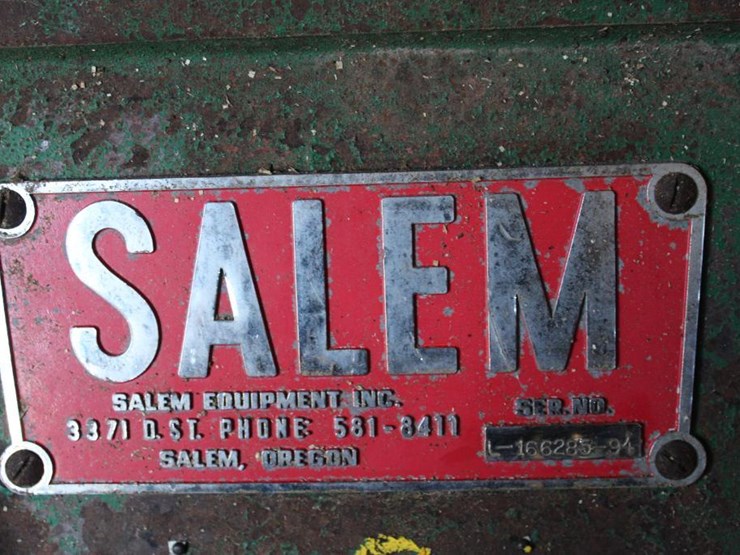 SALEM
SALEM EQUIPMENT INC.
3371 D. ST. PHONE 581-8411
SALEM, OREGON
SER. NO.
L-166285-94